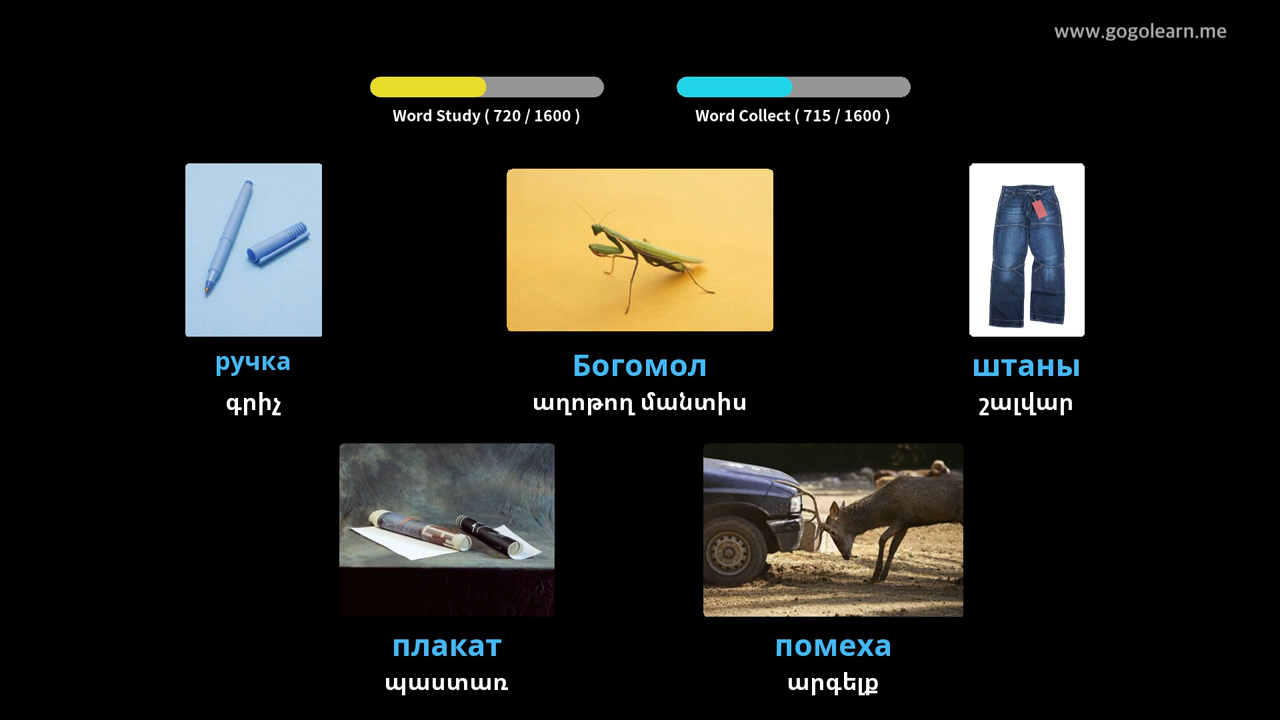 www.gogolearn.me
Word Study ( 720 / 1600 )
Word Collect ( 715 / 1600 )
ручка
գրիչ
Богомол
աղոթող մանտիս
штаны
շալվար
плакат
պաստառ
помеха
արգելք